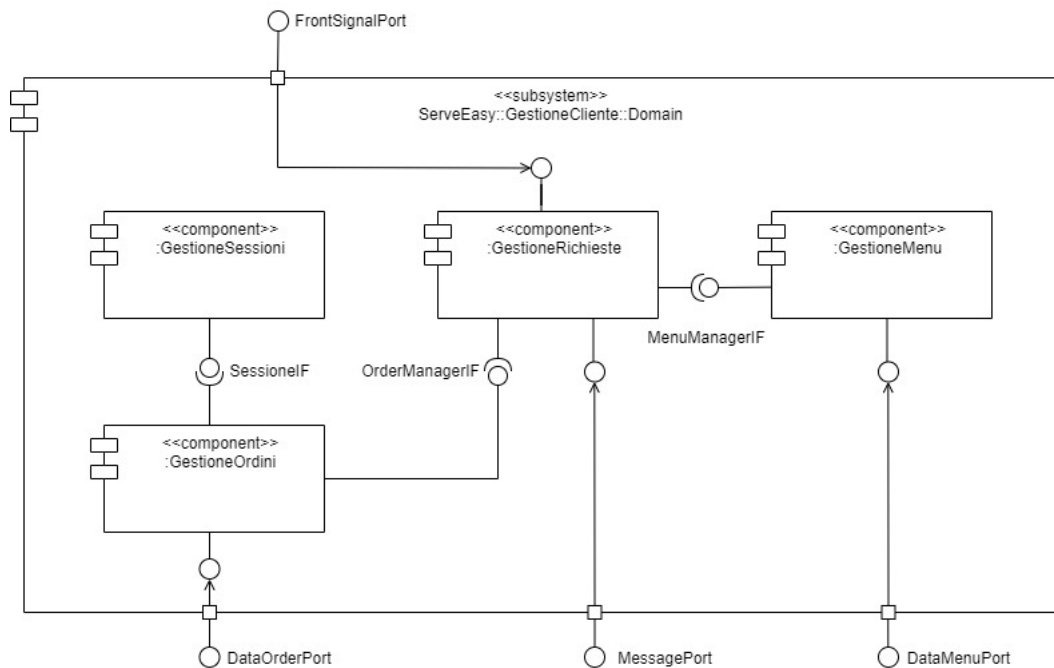 FrontSignalPort
<<subsystem>>
ServeEasy::GestioneCliente::Domain
<<component>>
:GestioneSessioni
<<component>>
:GestioneRichieste
<<component>>
:GestioneMenu
MenuManagerIF
SessioneIF
OrderManagerIF
<<component>>
:GestioneOrdini
DataOrderPort
MessagePort
DataMenuPort